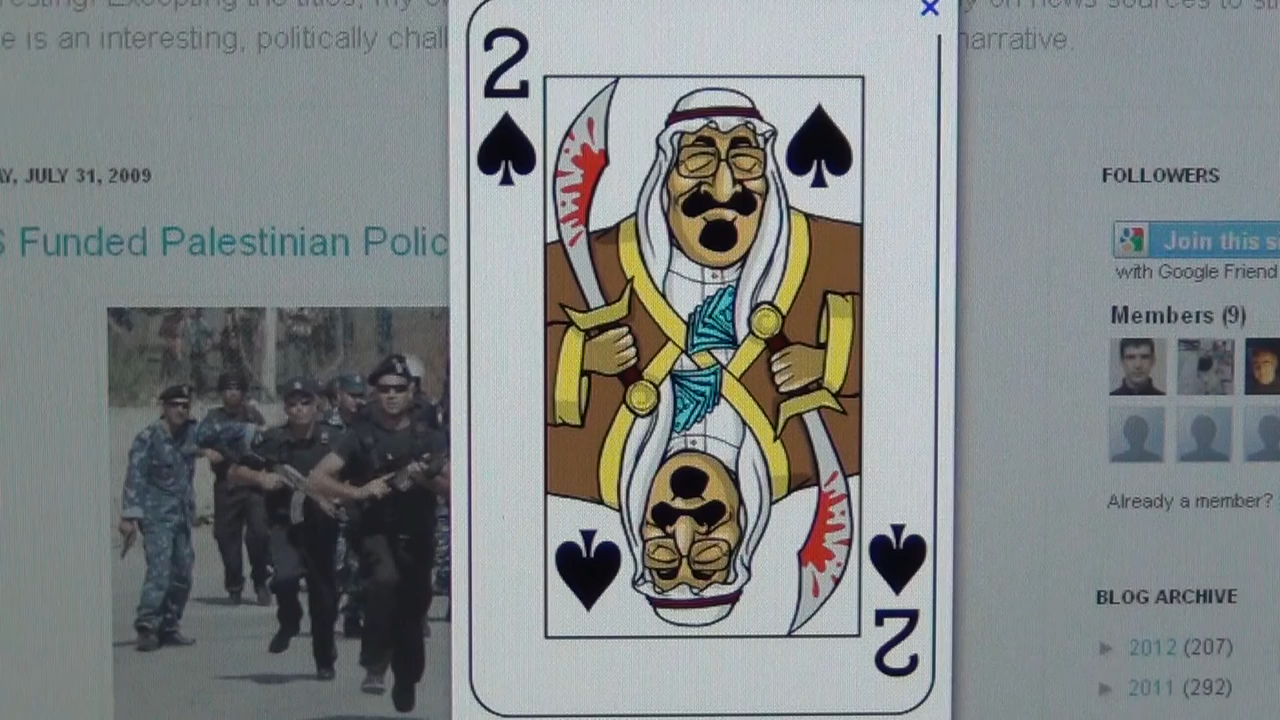 e is an interesting, politically chall
narrative.
2
JULY 31, 2009
Funded Palestinian Polic
FOLLOWERS
Join this s
with Google Friend
Members (9)
Already a member?
BLOG ARCHIVE
► 2012 (207)
► 2011 (292)
2